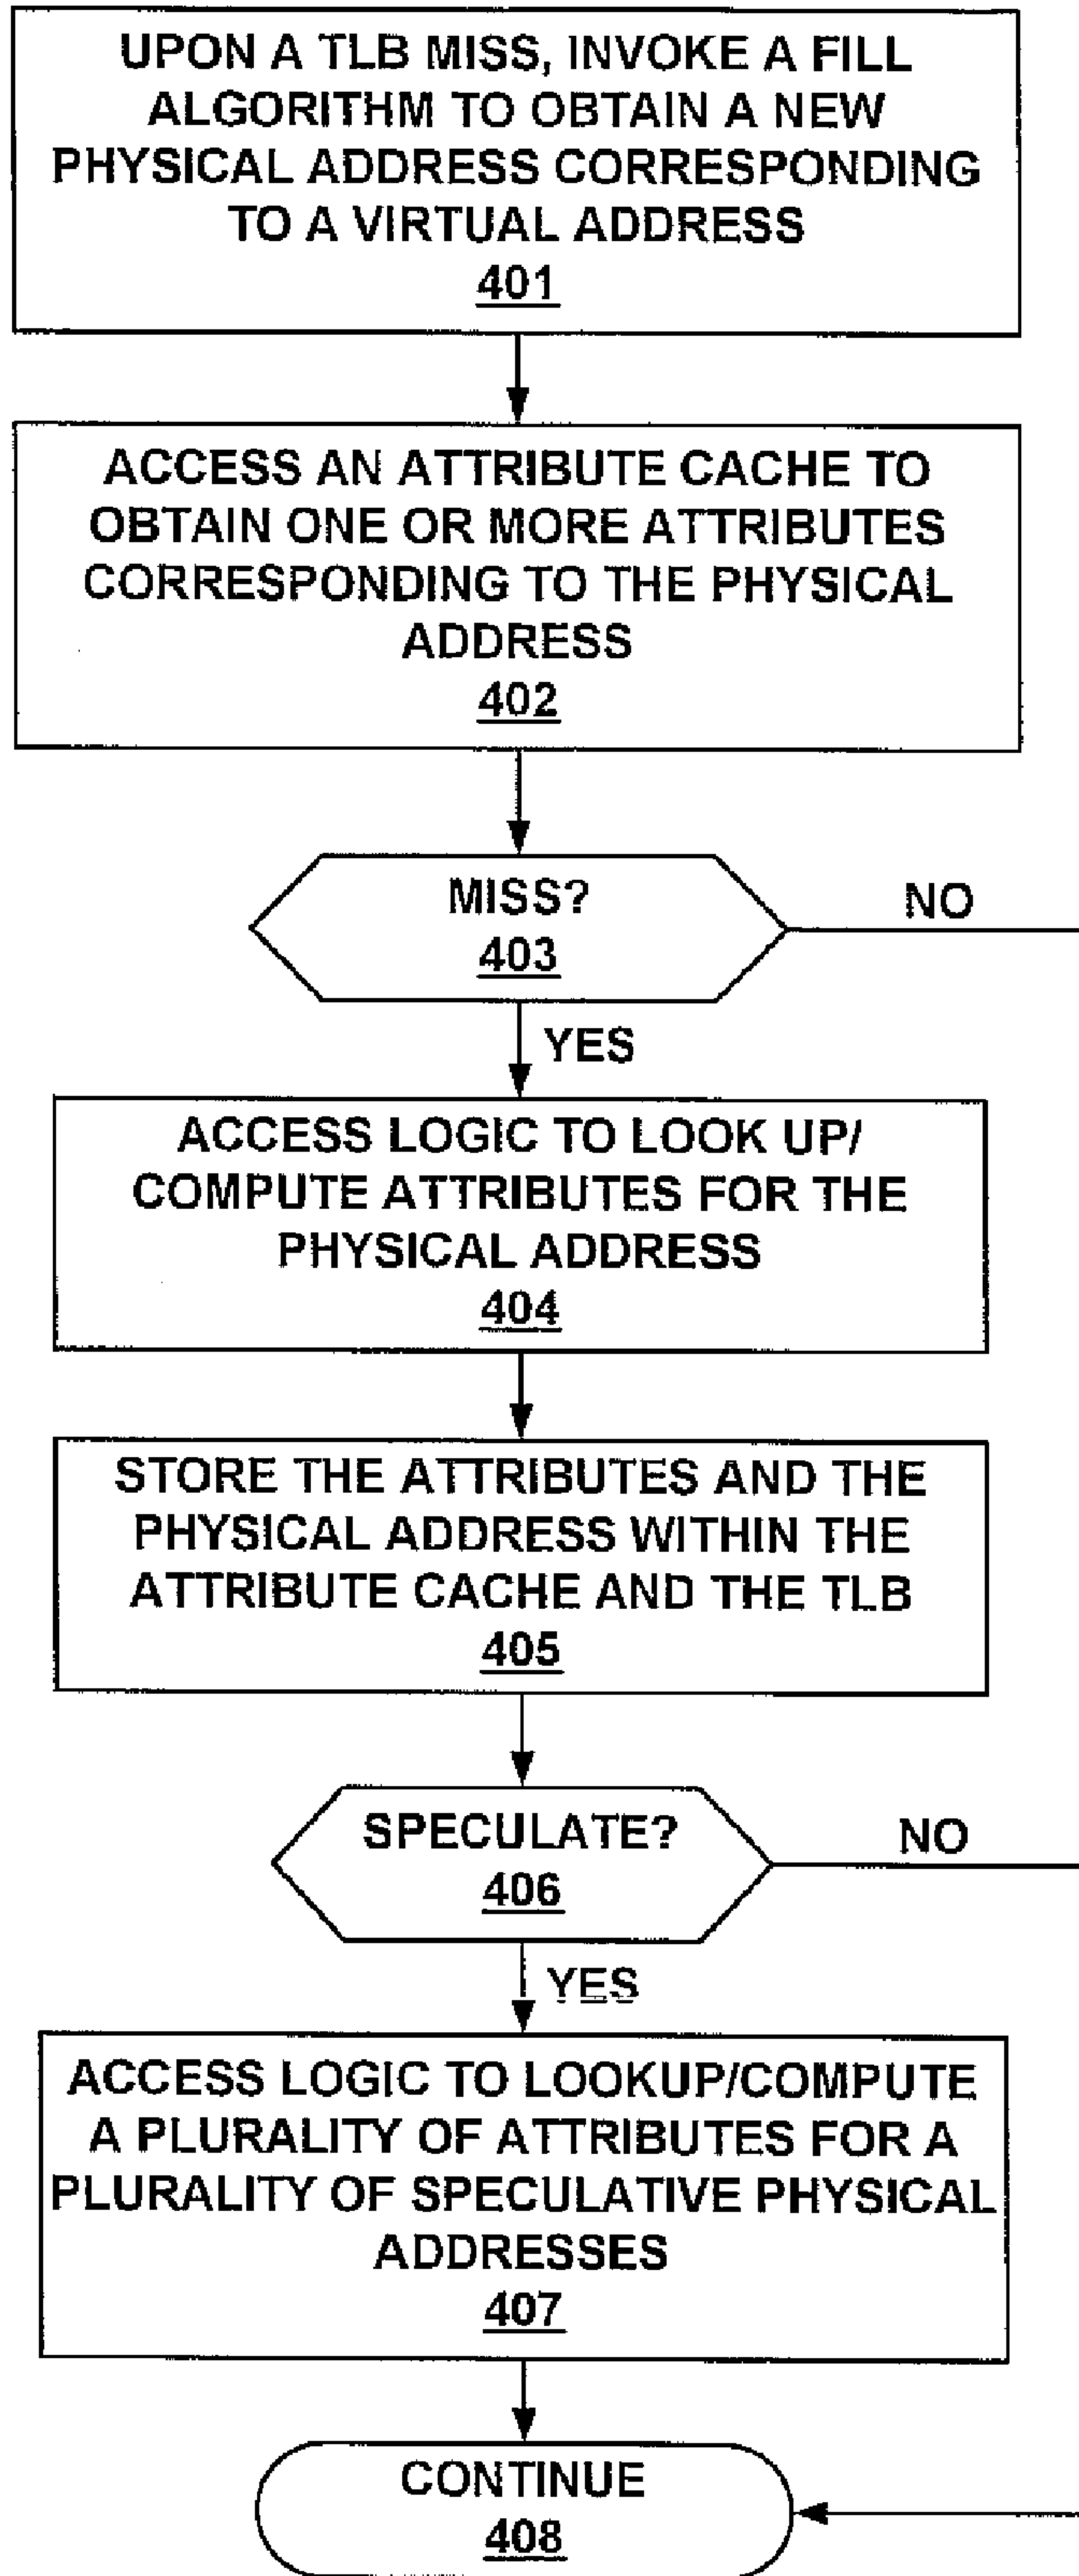 UPON A TLB MISS, INVOKE A FILL
ALGORITHM TO OBTAIN A NEW
PHYSICAL ADDRESS CORRESPONDING
TO A VIRTUAL ADDRESS
401
ACCESS AN ATTRIBUTE CACHE TO
OBTAIN ONE OR MORE ATTRIBUTES
CORRESPONDING TO THE PHYSICAL
ADDRESS
402
MISS?
403
NO
YES
ACCESS LOGIC TO LOOK UP/
COMPUTE ATTRIBUTES FOR THE
PHYSICAL ADDRESS
404
STORE THE ATTRIBUTES AND THE
PHYSICAL ADDRESS WITHIN THE
ATTRIBUTE CACHE AND THE TLB
405
SPECULATE?
406
NO
YES
ACCESS LOGIC TO LOOKUP/COMPUTE
A PLURALITY OF ATTRIBUTES FOR A
PLURALITY OF SPECULATIVE PHYSICAL
ADDRESSES
407
CONTINUE
408